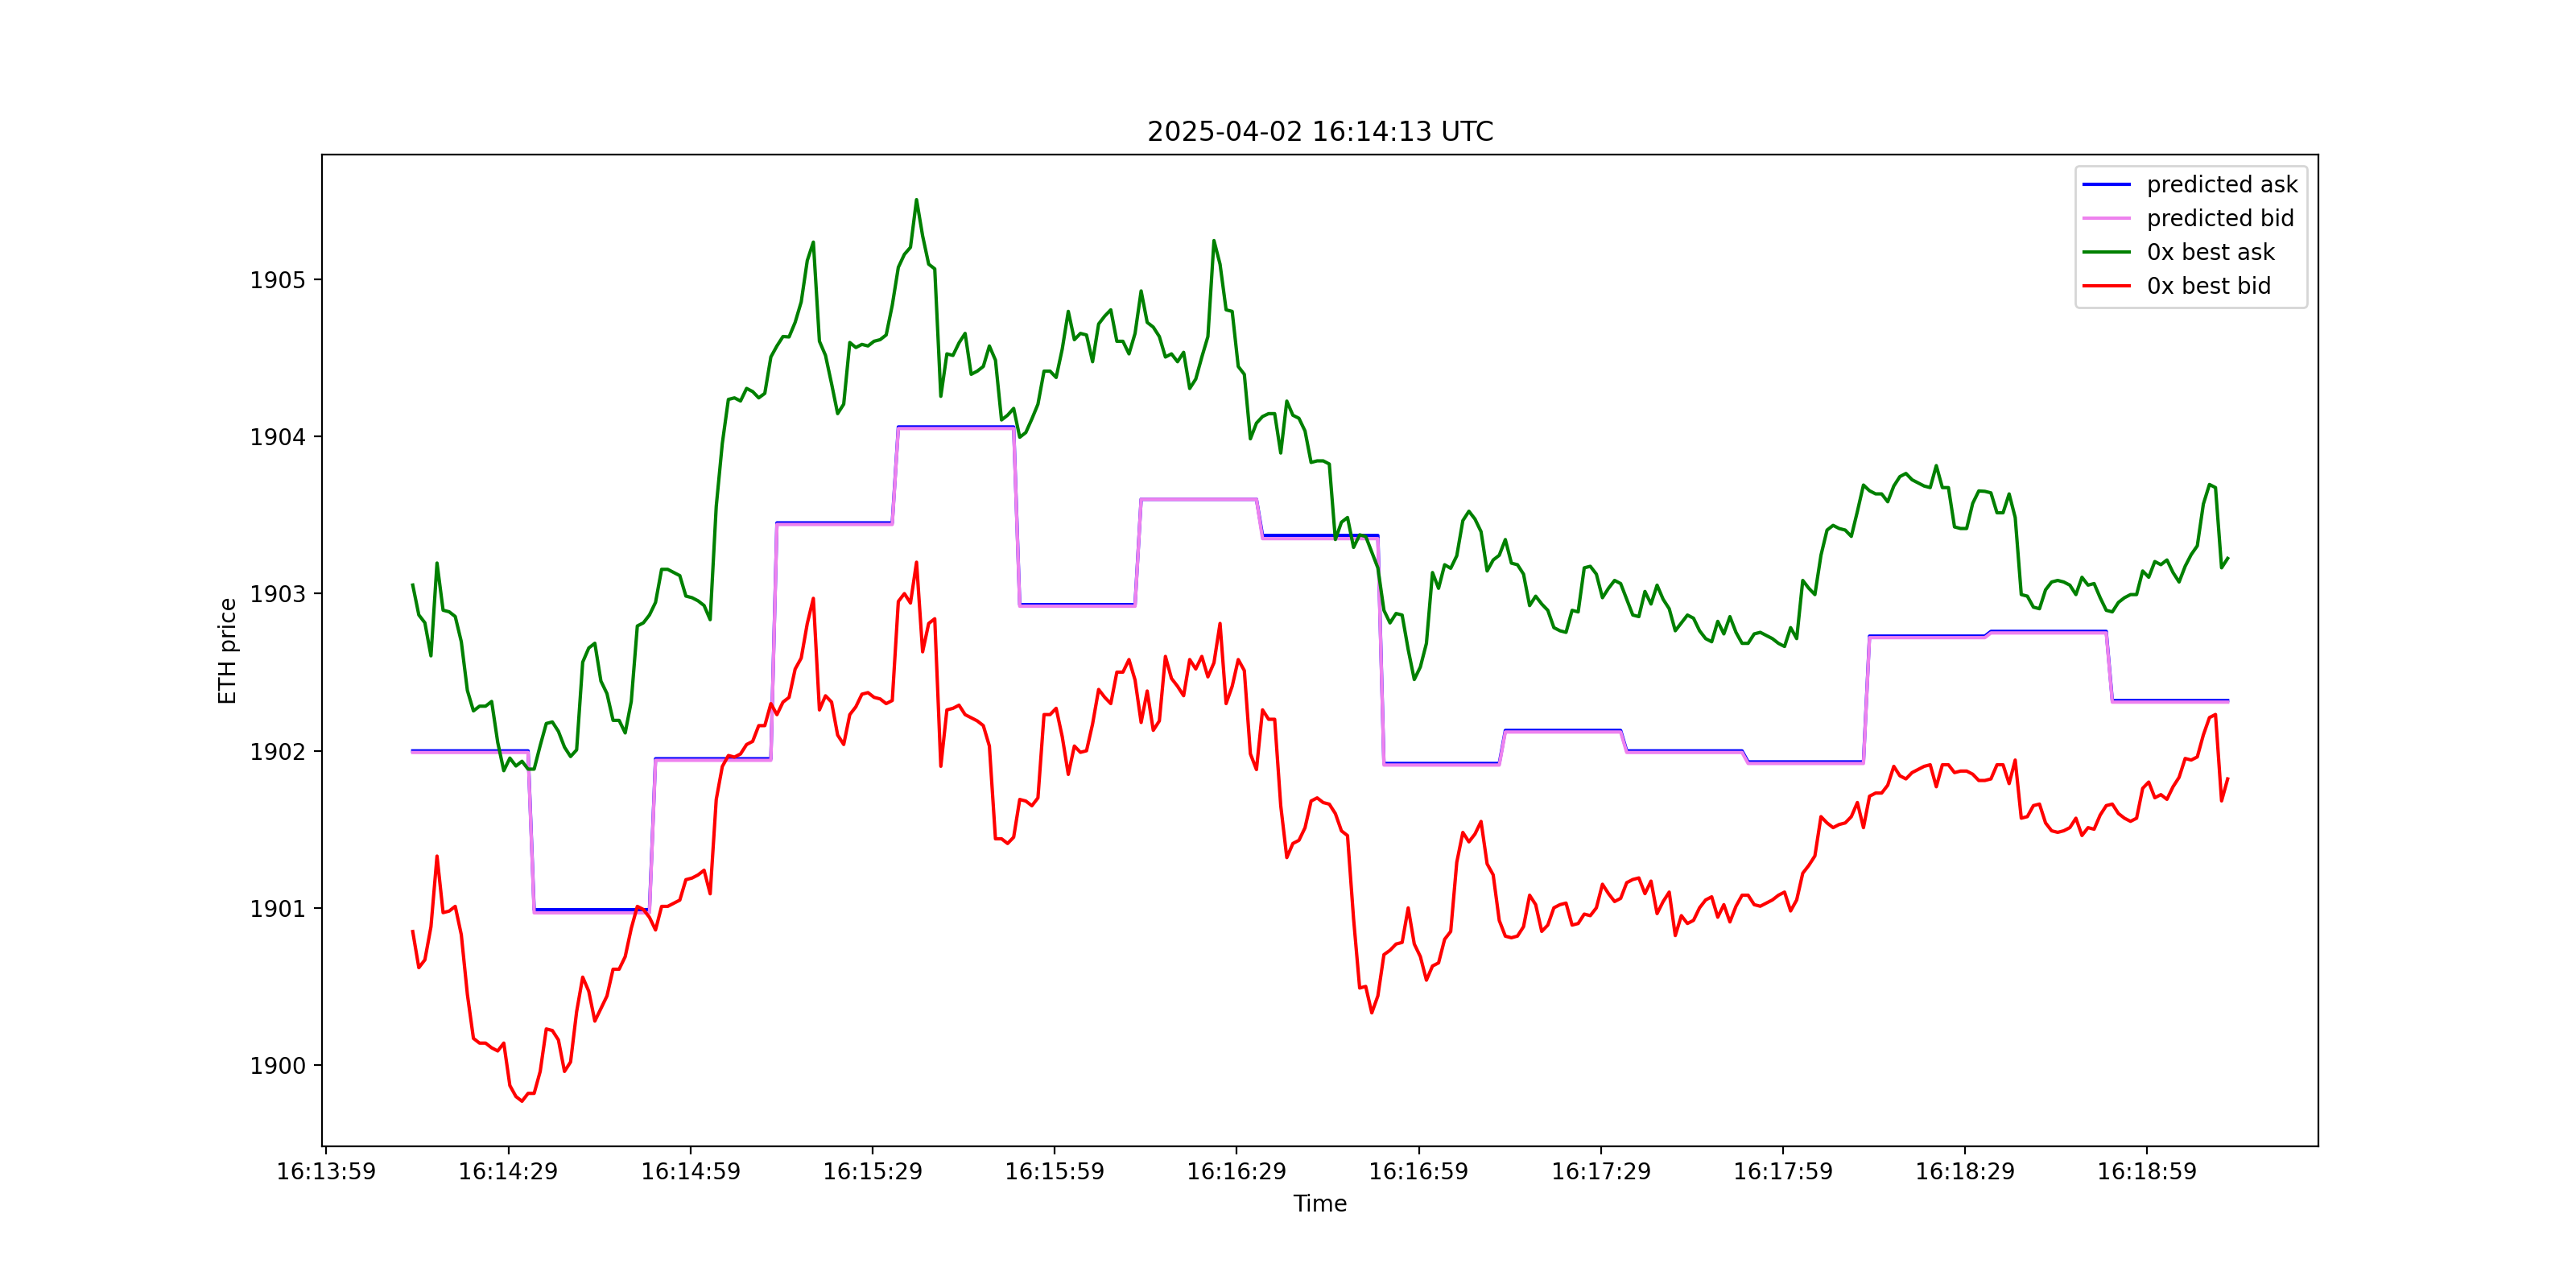 2025-04-02 16:14:13 UTC
predicted ask
predicted bid
0x best ask
0x best bid
1905
1904
1903
1902
1901
1900
ETH price
16:13:59 16:14:29 16:14:59 16:15:29 16:15:59 16:16:29 16:16:59 16:17:29 16:17:59 16:18:29 16:18:59
Time